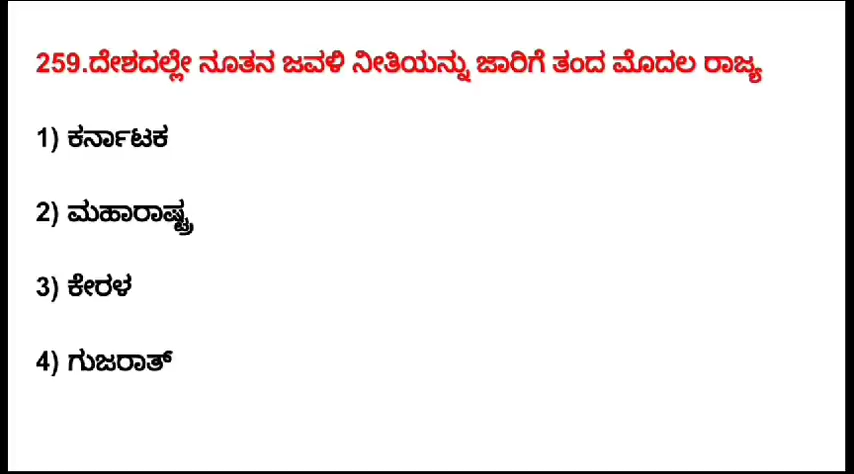 259.ದೇಶದಲ್ಲೇ ನೂತನ ಜವಳಿ ನೀತಿಯನ್ನು ಜಾರಿಗೆ ತಂದ ಮೊದಲ ರಾಜ್ಯ
1) ಕರ್ನಾಟಕ
2) ಮಹಾರಾಷ್ಟ್ರ
3) ಕೇರಳ
4) ಗುಜರಾತ್